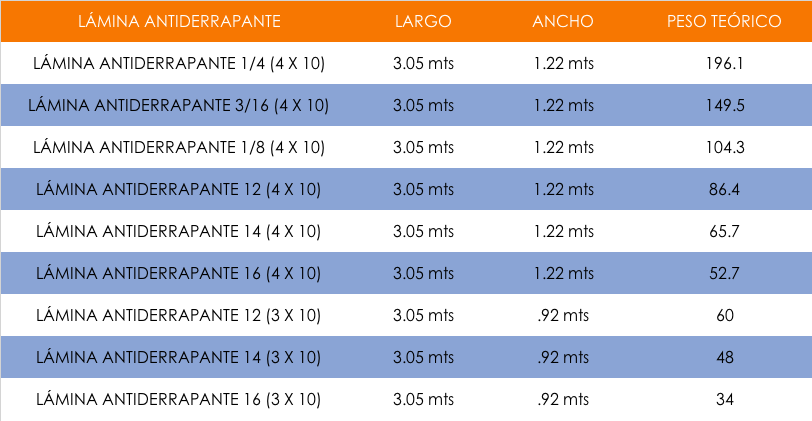 LÁMINA ANTIDERRAPANTE LARGO ANCHO PESO TEÓRICO
LÁMINA ANTIDERRAPANTE 1/4 (4 X 10) 3.05 mts 1.22 mts 196.1
LÁMINA ANTIDERRAPANTE 3/16 (4 X 10) 3.05 mts 1.22 mts 149.5
LÁMINA ANTIDERRAPANTE 1/8 (4 X 10) 3.05 mts 1.22 mts 104.3
LÁMINA ANTIDERRAPANTE 12 (4 X 10) 3.05 mts 1.22 mts 86.4
LÁMINA ANTIDERRAPANTE 14 (4 X 10) 3.05 mts 1.22 mts 65.7
LÁMINA ANTIDERRAPANTE 16 (4 X 10) 3.05 mts 1.22 mts 52.7
LÁMINA ANTIDERRAPANTE 12 (3 X 10) 3.05 mts .92 mts 60
LÁMINA ANTIDERRAPANTE 14 (3 X 10) 3.05 mts .92 mts 48
LÁMINA ANTIDERRAPANTE 16 (3 X 10) 3.05 mts .92 mts 34